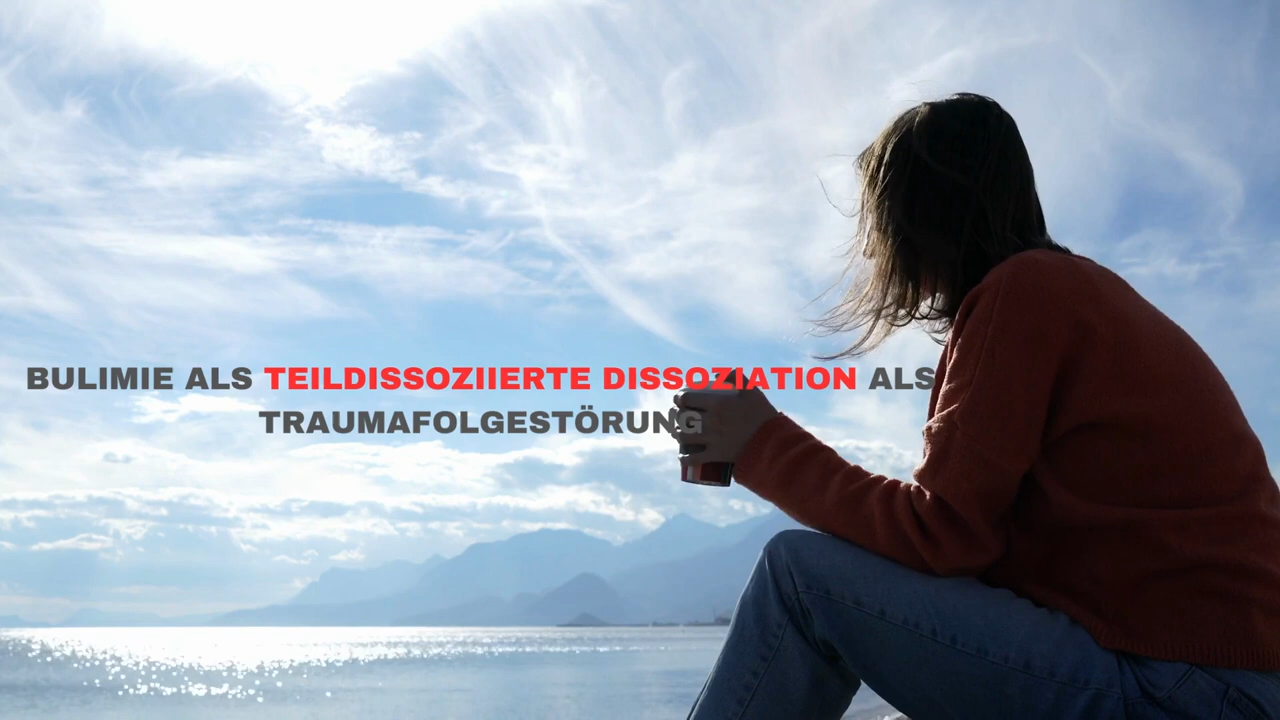 BULIMIE ALS TEILDISSOZIIERTE DISSOZIATION ALS
TRAUMAFOLGESTÖRUNG